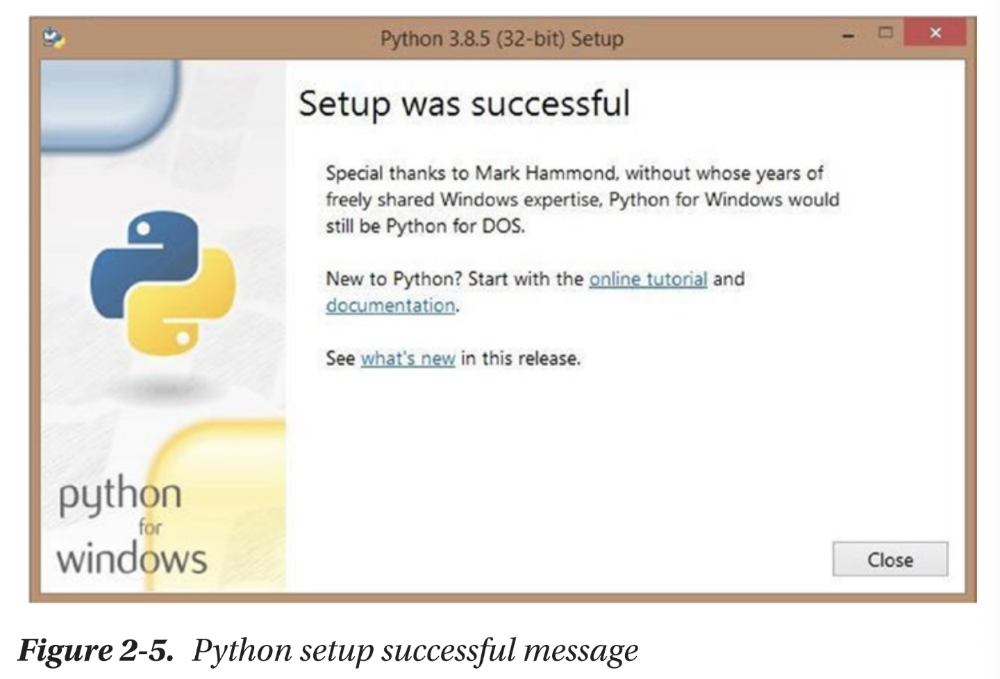 Python 3.8.5 (32-bit) Setup
Setup was successful
Special thanks to Mark Hammond, without whose years of
freely shared Windows expertise, Python for Windows would
still be Python for DOS.
New to Python? Start with the online tutorial and
documentation.
See what's new in this release.
python
for
windows
Close
Figure 2-5. Python setup successful message